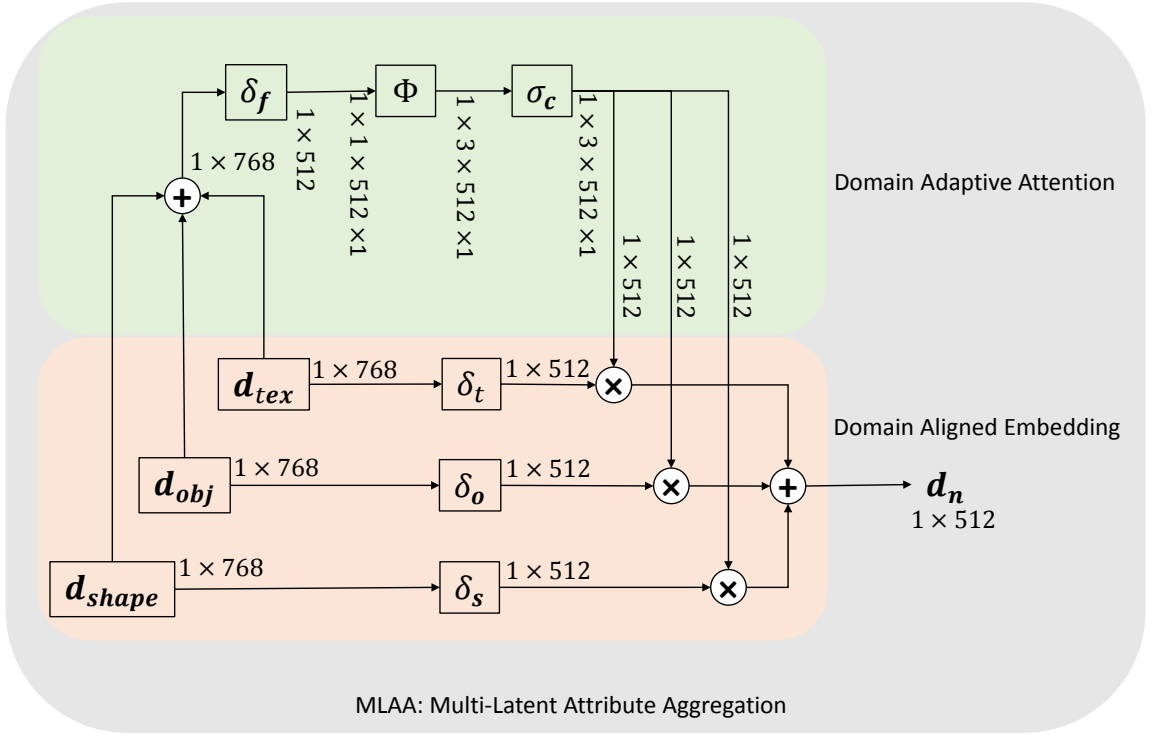 δ_f
Φ
σ_c
1 × 768
1 × 512
1 × 1 × 512 ×1
1 × 3 × 512 ×1
1 × 3 × 512 ×1
+
1 × 512
1 × 512
1 × 512
Domain Adaptive Attention
d_tex
1 × 768
δ_t
1 × 512
×
Domain Aligned Embedding
d_obj
1 × 768
δ_o
1 × 512
×
+
d_n
1 × 512
d_shape
1 × 768
δ_s
1 × 512
×
MLAA: Multi-Latent Attribute Aggregation